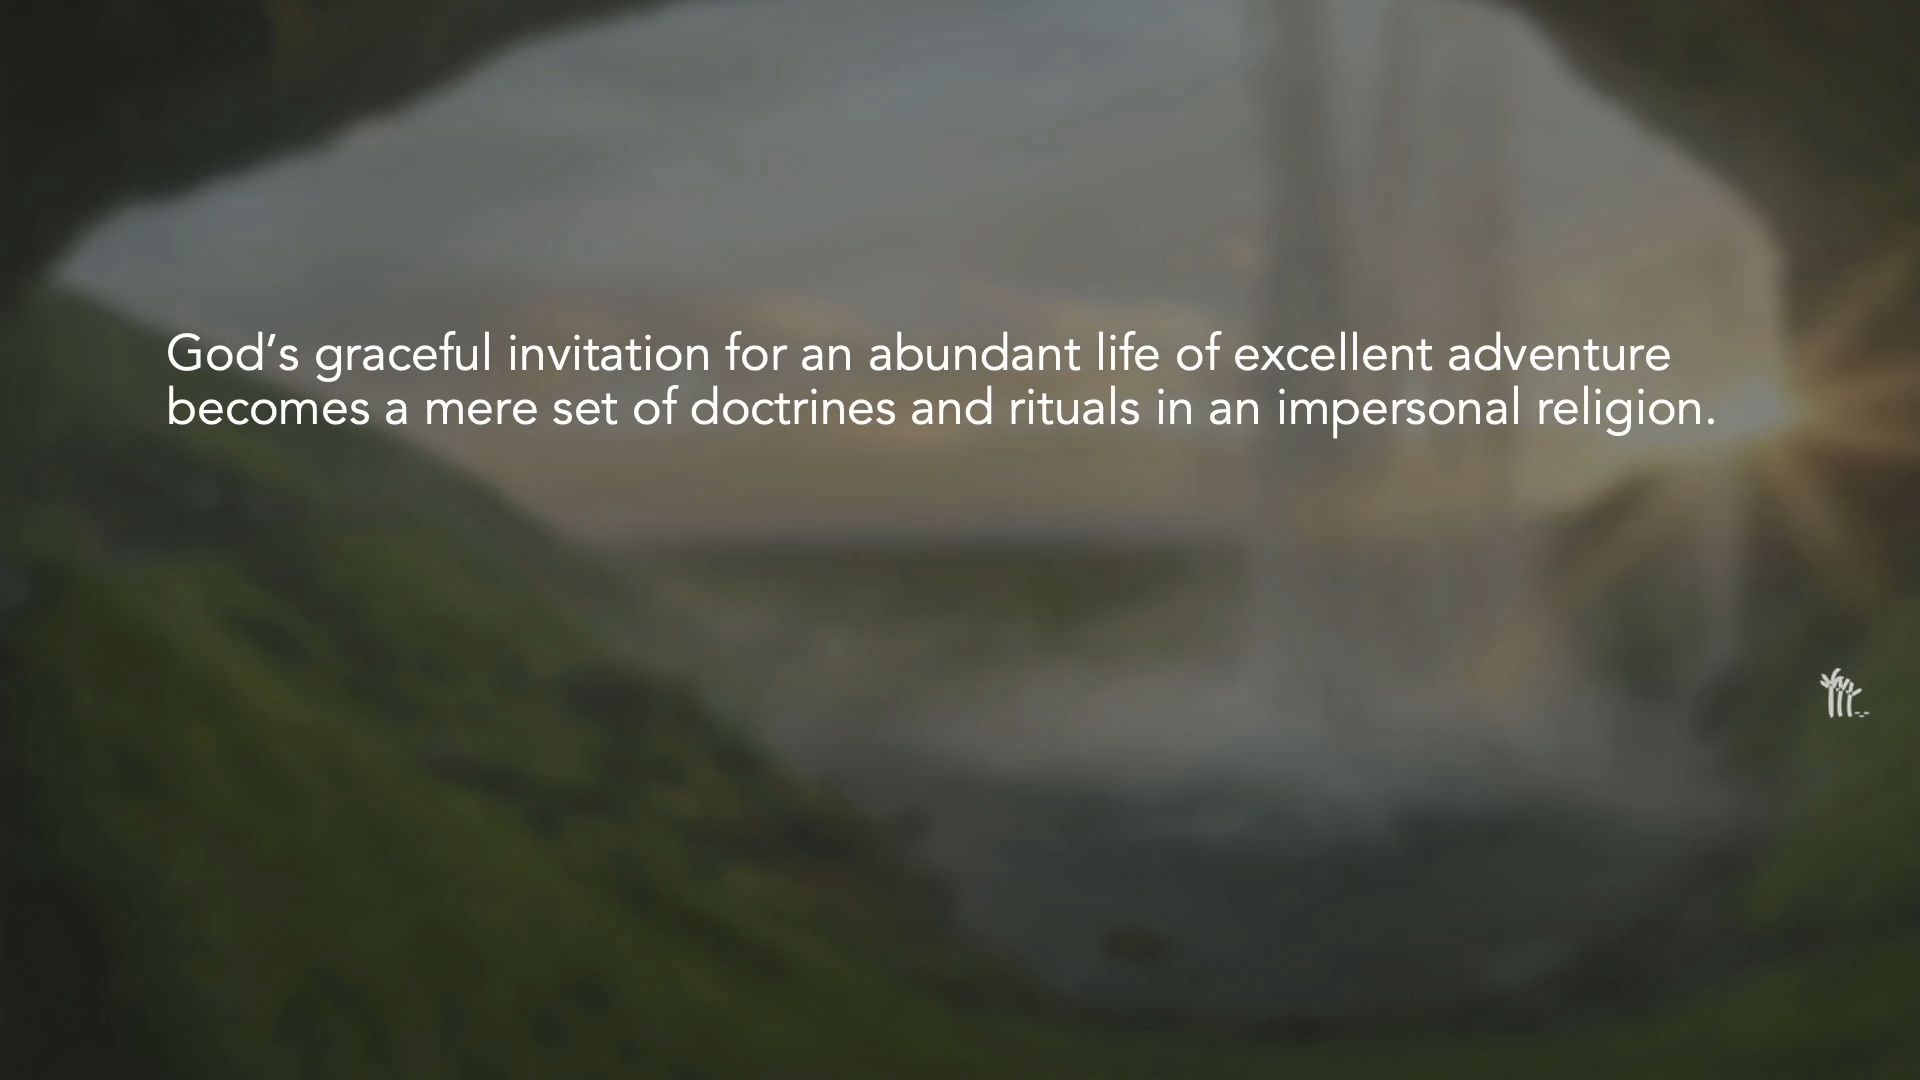 God’s graceful invitation for an abundant life of excellent adventure
becomes a mere set of doctrines and rituals in an impersonal religion.